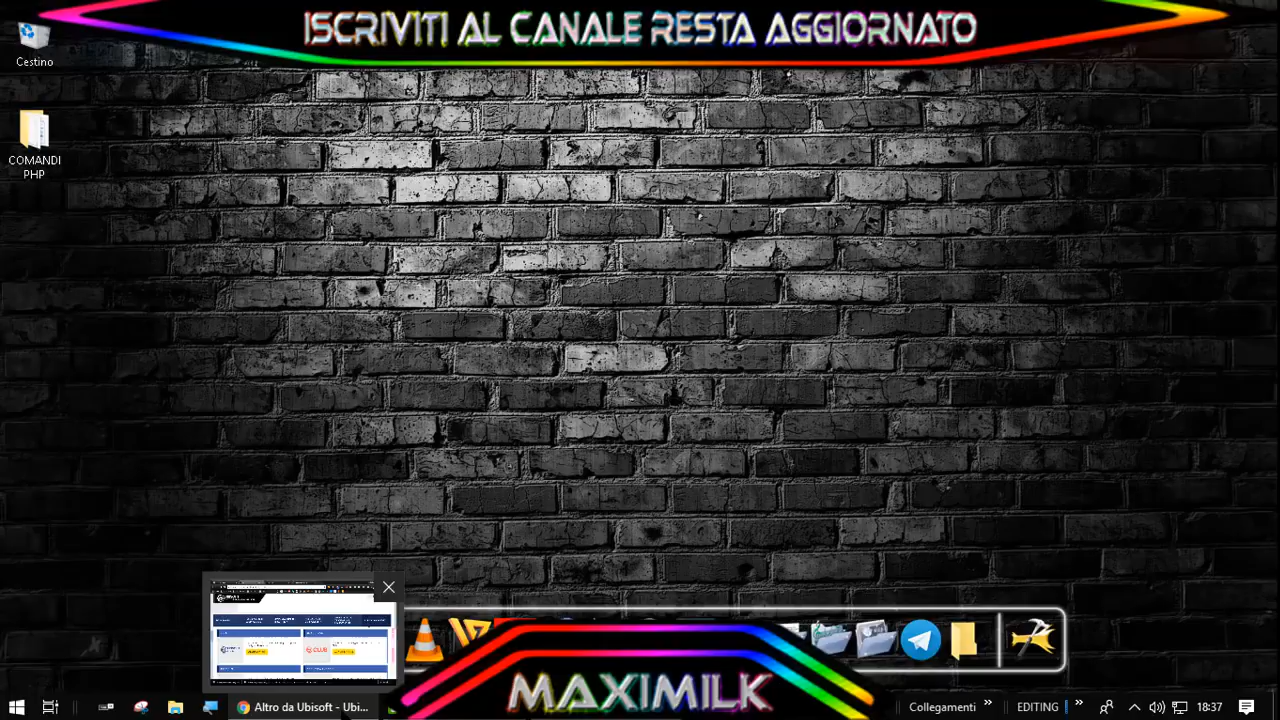 ISCRIVITI AL CANALE RESTA AGGIORNATO
Cestino
COMANDI
PHP
MAXIMILK
Altro da Ubisoft - Ubi...
Collegamenti
EDITING
18:37